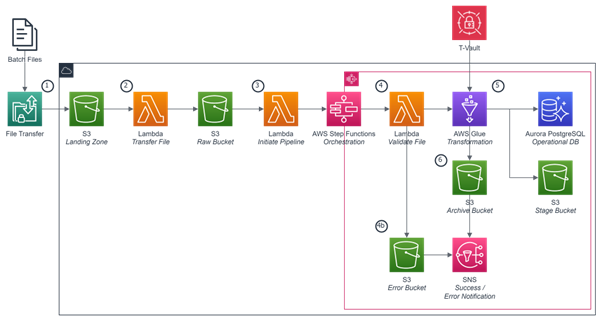 Batch Files
T-Vault
1
2
3
4
5
File Transfer
S3
Landing Zone
Lambda
Transfer File
S3
Raw Bucket
Lambda
Initiate Pipeline
AWS Step Functions
Orchestration
Lambda
Validate File
AWS Glue
Transformation
Aurora PostgreSQL
Operational DB
6
S3
Archive Bucket
S3
Stage Bucket
4b
S3
Error Bucket
SNS
Success /
Error Notification